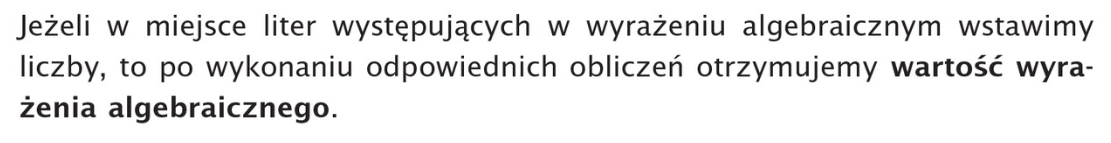 Jeżeli w miejsce liter występujących w wyrażeniu algebraicznym wstawimy
liczby, to po wykonaniu odpowiednich obliczeń otrzymujemy wartość wyra-
żenia algebraicznego.